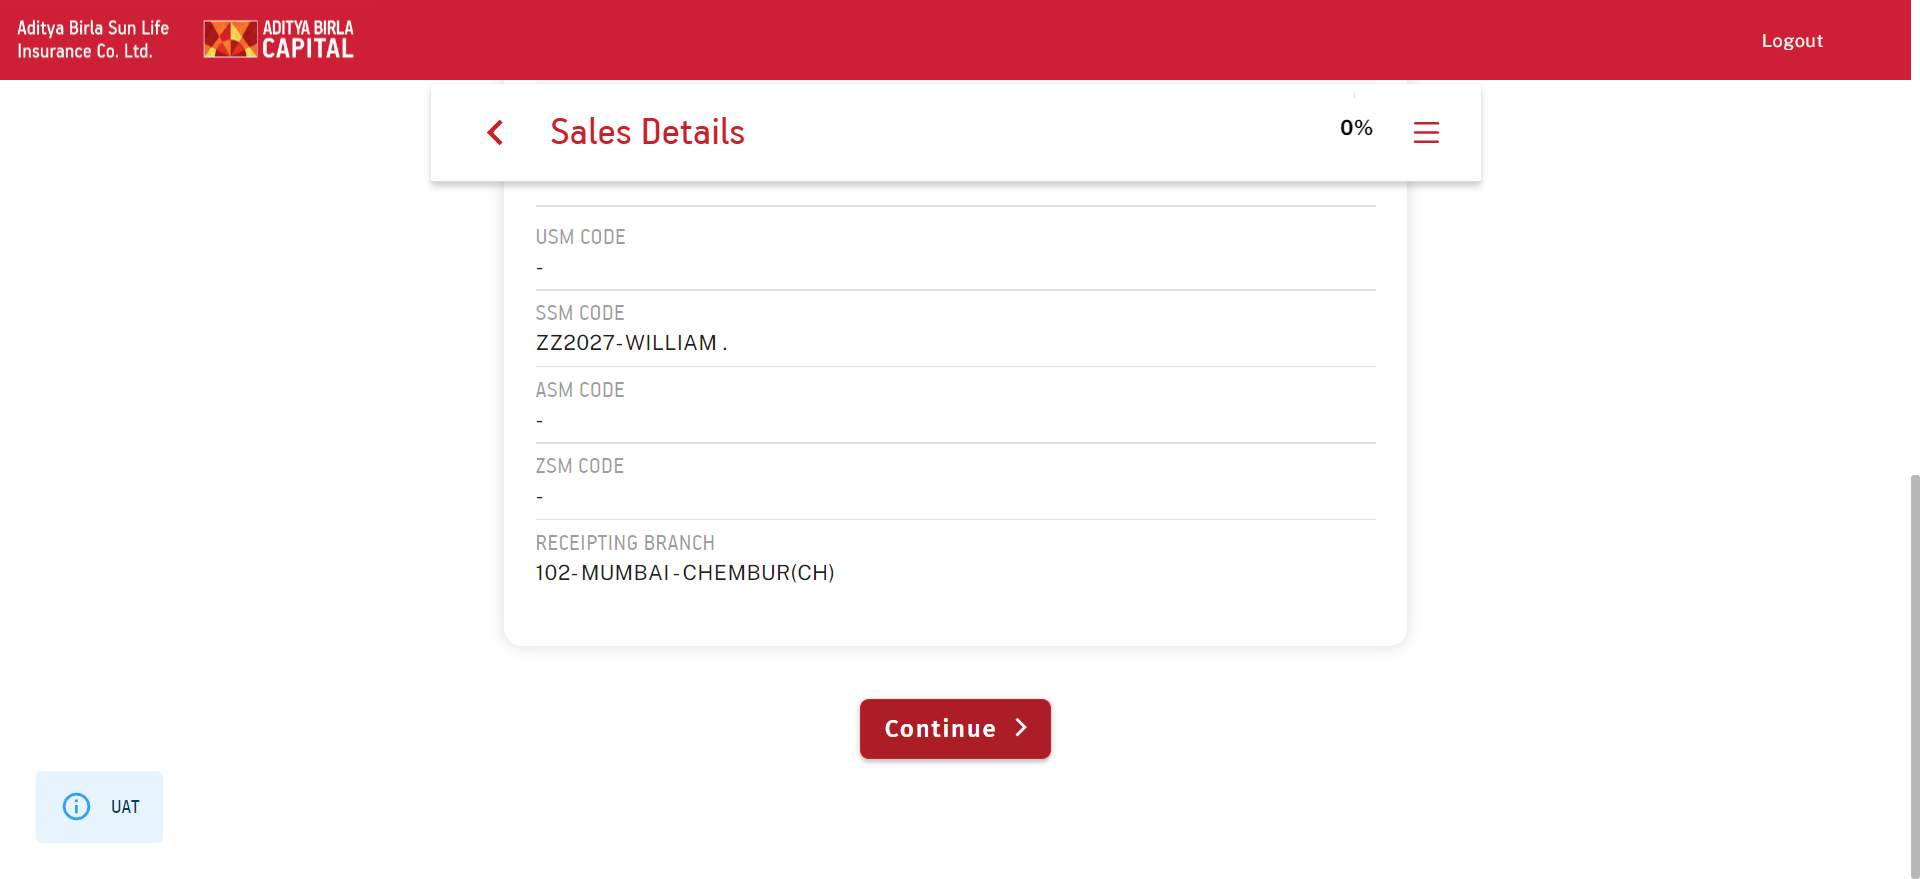 Aditya Birla Sun Life
Insurance Co. Ltd.
ADITYA BIRLA
CAPITAL
Logout
Sales Details
0%
USM CODE
-
SSM CODE
ZZ2027-WILLIAM .
ASM CODE
-
ZSM CODE
-
RECEIPTING BRANCH
102-MUMBAI-CHEMBUR(CH)
Continue
UAT